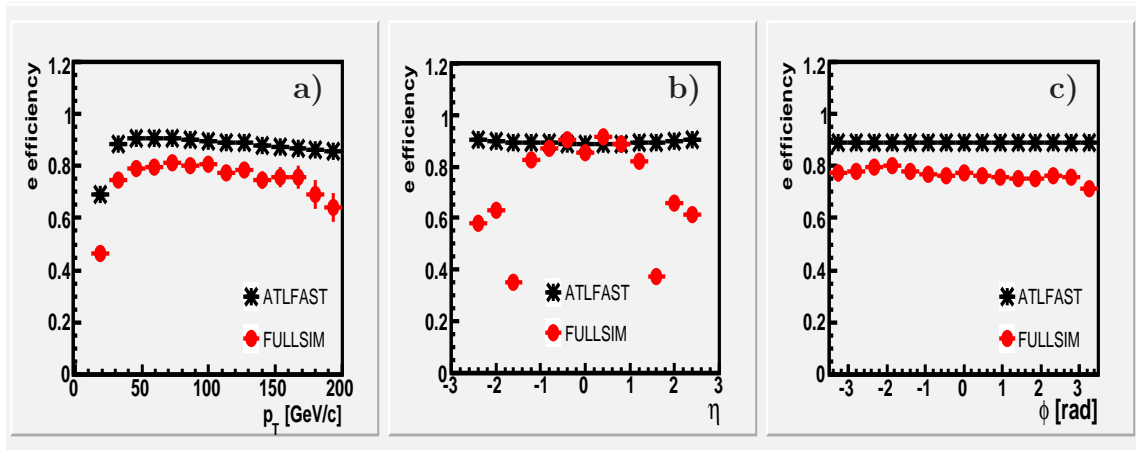 a)
e efficiency
1.2
1
0.8
0.6
0.4
0.2
0
ATLFAST
FULLSIM
0 50 100 150 200
p_T [GeV/c]
b)
e efficiency
1.2
1
0.8
0.6
0.4
0.2
0
ATLFAST
FULLSIM
-3 -2 -1 0 1 2 3
η
c)
e efficiency
1.2
1
0.8
0.6
0.4
0.2
0
ATLFAST
FULLSIM
-3 -2 -1 0 1 2 3
ϕ [rad]